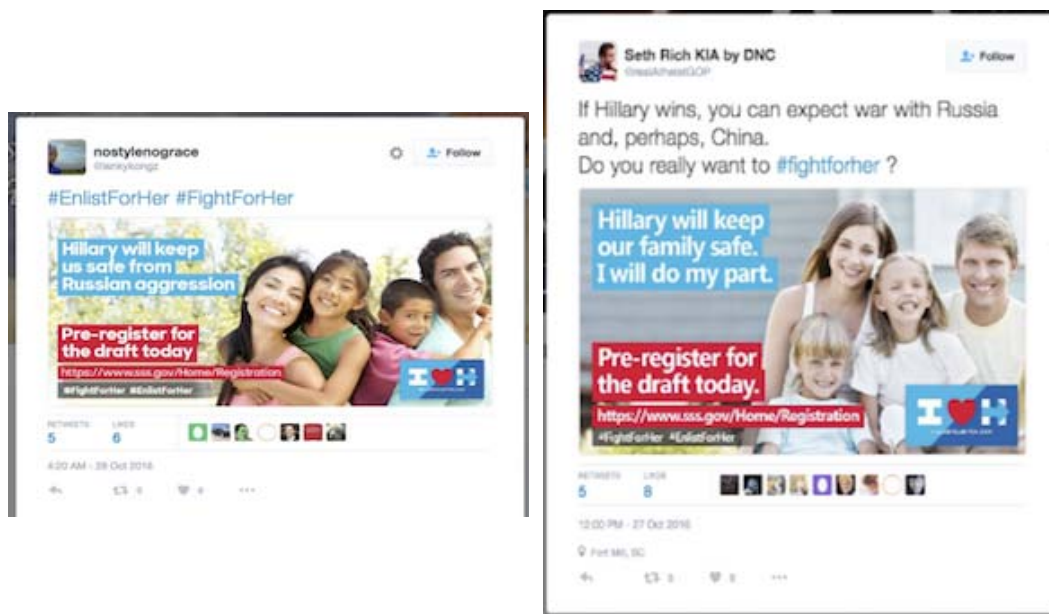 nostylenograce
Follow
#EnlistForHer #FightForHer
Hillary will keep
us safe from
Russian aggression
Pre-register for
the draft today
https://www.sss.gov/Home/Registration
#FightForHer #EnlistForHer
I H
RETWEETS LIKES
5 6
4:20 AM - 28 Oct 2016
Seth Rich KIA by DNC
Follow
@realAtheistGOP
If Hillary wins, you can expect war with Russia
and, perhaps, China.
Do you really want to #fightforher ?
Hillary will keep
our family safe.
I will do my part.
Pre-register for
the draft today.
https://www.sss.gov/Home/Registration
#FightForHer #EnlistForHer
I H
RETWEETS LIKES
5 8
12:00 PM - 27 Oct 2016
Fort Mill, SC